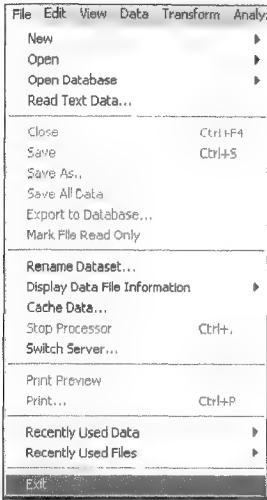 File Edit View Data Transform Analy
New
Open
Open Database
Read Text Data...
Close Ctrl+F4
Save Ctrl+S
Save As..
Save All Data
Export to Database...
Mark File Read Only
Rename Dataset...
Display Data File Information
Cache Data...
Stop Processor Ctrl+.
Switch Server...
Print Preview
Print... Ctrl+P
Recently Used Data
Recently Used Files
Exit